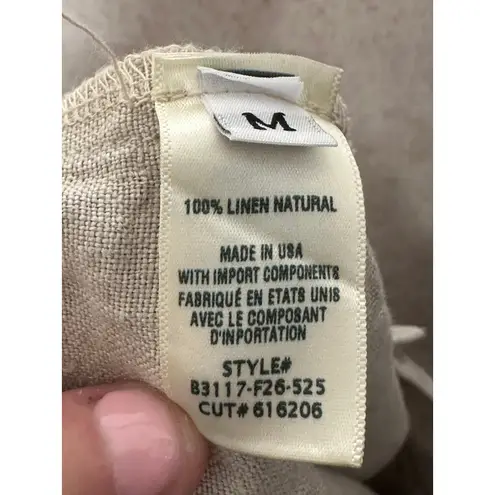 M
100% LINEN NATURAL
MADE IN USA
WITH IMPORT COMPONENTS
FABRIQUÉ EN ETATS UNIS
AVEC LE COMPOSANT
D'INPORTATION
STYLE#
B3117-F26-525
CUT# 616206